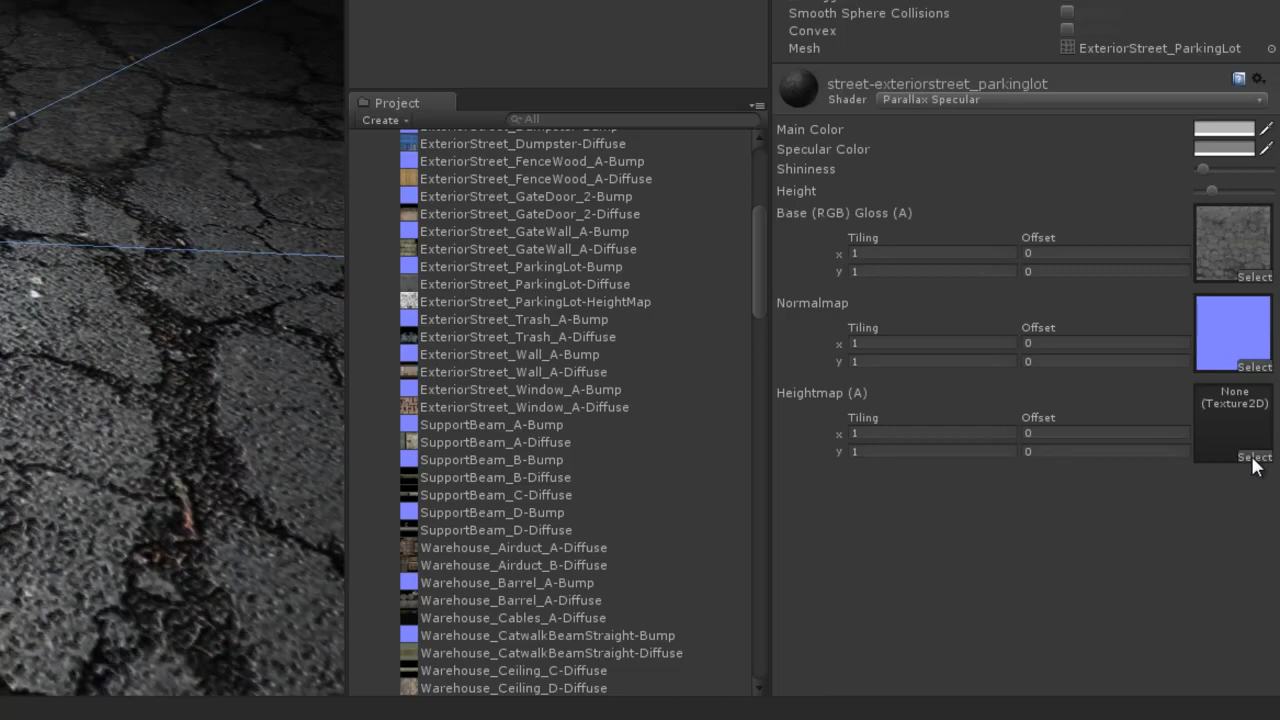 Smooth Sphere Collisions
Convex
Mesh
ExteriorStreet_ParkingLot
street-exteriorstreet_parkinglot
Shader
Parallax Specular
Project
Create
All
ExteriorStreet_Dumpster-Bump
ExteriorStreet_Dumpster-Diffuse
ExteriorStreet_FenceWood_A-Bump
ExteriorStreet_FenceWood_A-Diffuse
ExteriorStreet_GateDoor_2-Bump
ExteriorStreet_GateDoor_2-Diffuse
ExteriorStreet_GateWall_A-Bump
ExteriorStreet_GateWall_A-Diffuse
ExteriorStreet_ParkingLot-Bump
ExteriorStreet_ParkingLot-Diffuse
ExteriorStreet_ParkingLot-HeightMap
ExteriorStreet_Trash_A-Bump
ExteriorStreet_Trash_A-Diffuse
ExteriorStreet_Wall_A-Bump
ExteriorStreet_Wall_A-Diffuse
ExteriorStreet_Window_A-Bump
ExteriorStreet_Window_A-Diffuse
SupportBeam_A-Bump
SupportBeam_A-Diffuse
SupportBeam_B-Bump
SupportBeam_B-Diffuse
SupportBeam_C-Diffuse
SupportBeam_D-Bump
SupportBeam_D-Diffuse
Warehouse_Airduct_A-Diffuse
Warehouse_Airduct_B-Diffuse
Warehouse_Barrel_A-Bump
Warehouse_Barrel_A-Diffuse
Warehouse_Cables_A-Diffuse
Warehouse_CatwalkBeamStraight-Bump
Warehouse_CatwalkBeamStraight-Diffuse
Warehouse_Ceiling_C-Diffuse
Warehouse_Ceiling_D-Diffuse
Main Color
Specular Color
Shininess
Height
Base (RGB) Gloss (A)
Tiling Offset
x 1 0
y 1 0
Select
Normalmap
Tiling Offset
x 1 0
y 1 0
Select
Heightmap (A)
None
(Texture2D)
Tiling Offset
x 1 0
y 1 0
Select